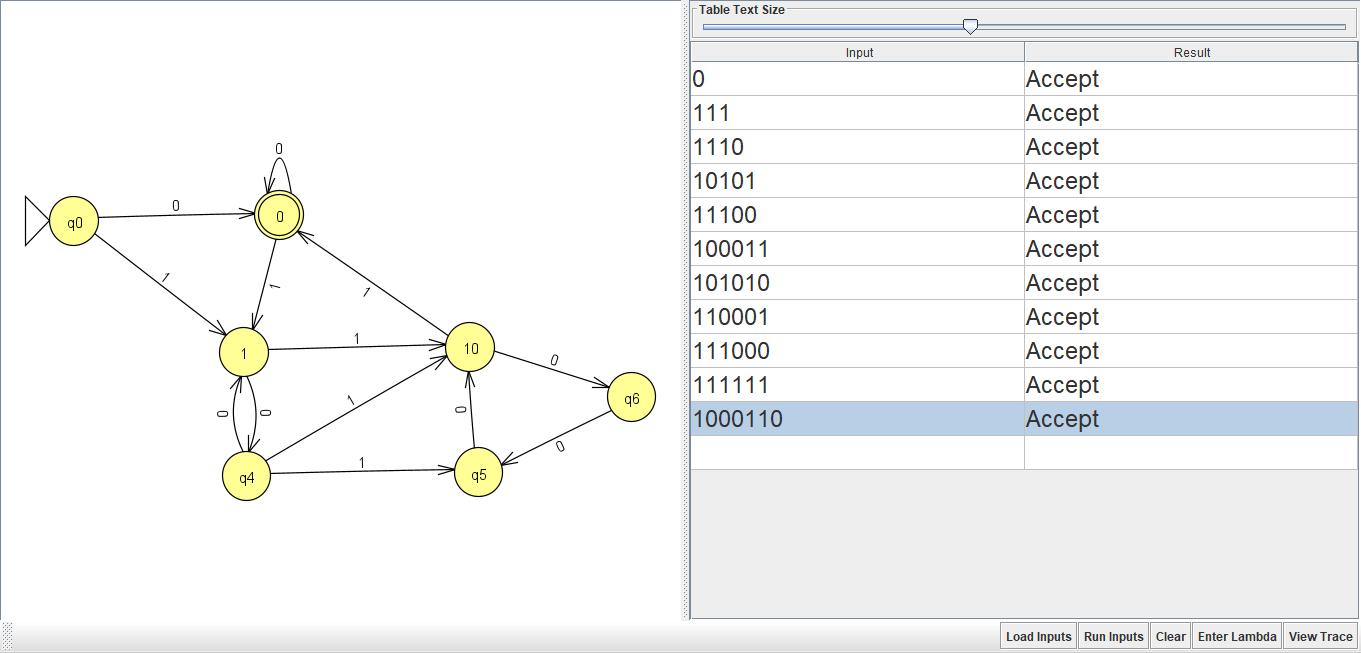 Table Text Size
Input Result
0 Accept
111 Accept
1110 Accept
10101 Accept
11100 Accept
100011 Accept
101010 Accept
110001 Accept
111000 Accept
111111 Accept
1000110 Accept
0
0
q0
0
1
1
1
1
1
10
0
q6
0
0
1
0
0
1
q4
q5
Load Inputs Run Inputs Clear Enter Lambda View Trace